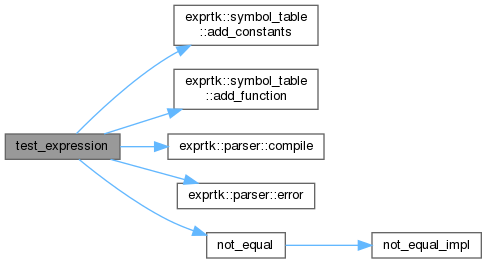 exprtk::symbol_table
::add_constants
exprtk::symbol_table
::add_function
test_expression
exprtk::parser::compile
exprtk::parser::error
not_equal
not_equal_impl